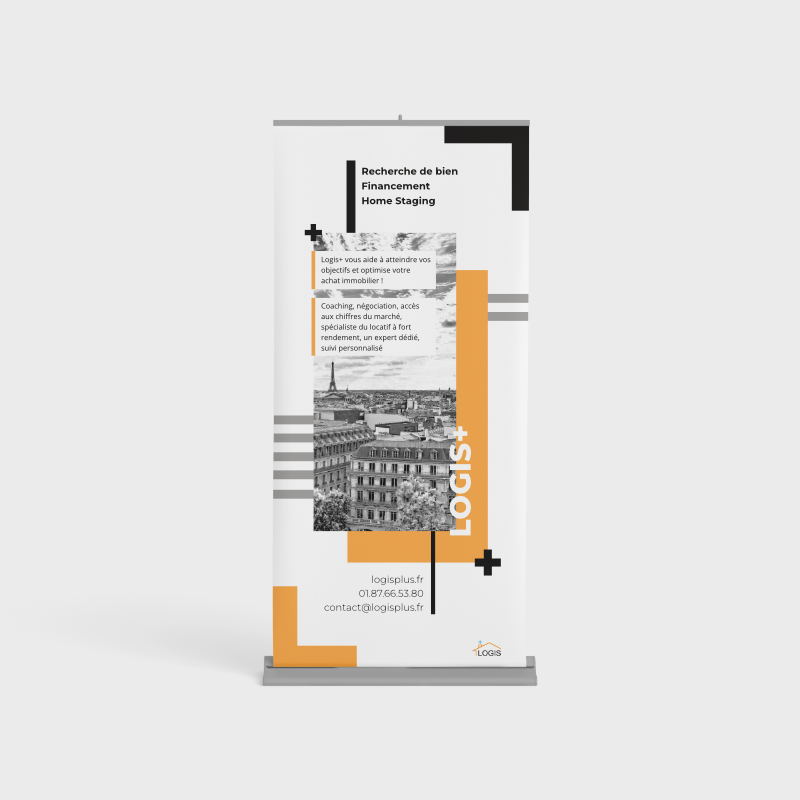 Recherche de bien
Financement
Home Staging
Logis+ vous aide à atteindre vos
objectifs et optimise votre
achat immobilier !
Coaching, négociation, accès
aux chiffres du marché,
spécialiste du locatif à fort
rendement, un expert dédié,
suivi personnalisé
LOGIS+
logisplus.fr
01.87.66.53.80
contact@logisplus.fr
LOGIS